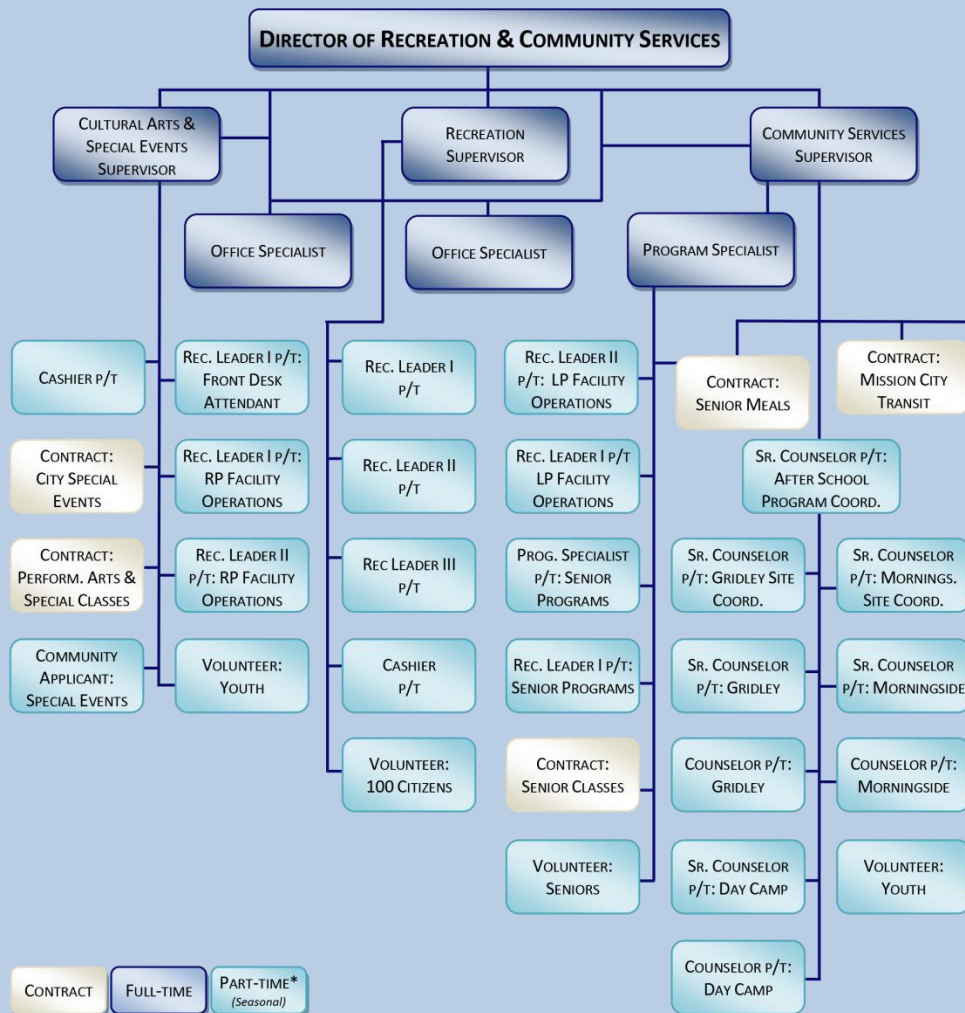 DIRECTOR OF RECREATION & COMMUNITY SERVICES
CULTURAL ARTS &
SPECIAL EVENTS
SUPERVISOR
RECREATION
SUPERVISOR
COMMUNITY SERVICES
SUPERVISOR
OFFICE SPECIALIST
OFFICE SPECIALIST
PROGRAM SPECIALIST
CASHIER P/T
REC. LEADER I P/T:
FRONT DESK
ATTENDANT
CONTRACT:
CITY SPECIAL
EVENTS
REC. LEADER I P/T:
RP FACILITY
OPERATIONS
CONTRACT:
PERFORM. ARTS &
SPECIAL CLASSES
REC. LEADER II
P/T: RP FACILITY
OPERATIONS
COMMUNITY
APPLICANT:
SPECIAL EVENTS
VOLUNTEER:
YOUTH
REC. LEADER I
P/T
REC. LEADER II
P/T
REC LEADER III
P/T
CASHIER
P/T
VOLUNTEER:
100 CITIZENS
REC. LEADER II
P/T: LP FACILITY
OPERATIONS
REC. LEADER I P/T
LP FACILITY
OPERATIONS
PROG. SPECIALIST
P/T: SENIOR
PROGRAMS
REC. LEADER I P/T:
SENIOR PROGRAMS
CONTRACT:
SENIOR CLASSES
VOLUNTEER:
SENIORS
CONTRACT:
SENIOR MEALS
CONTRACT:
MISSION CITY
TRANSIT
SR. COUNSELOR P/T:
AFTER SCHOOL
PROGRAM COORD.
SR. COUNSELOR
P/T: GRIDLEY SITE
COORD.
SR. COUNSELOR
P/T: MORNINGS.
SITE COORD.
SR. COUNSELOR
P/T: GRIDLEY
SR. COUNSELOR
P/T: MORNINGSIDE
COUNSELOR P/T:
GRIDLEY
COUNSELOR P/T:
MORNINGSIDE
SR. COUNSELOR
P/T: DAY CAMP
VOLUNTEER:
YOUTH
COUNSELOR P/T:
DAY CAMP
CONTRACT
FULL-TIME
PART-TIME*
(Seasonal)